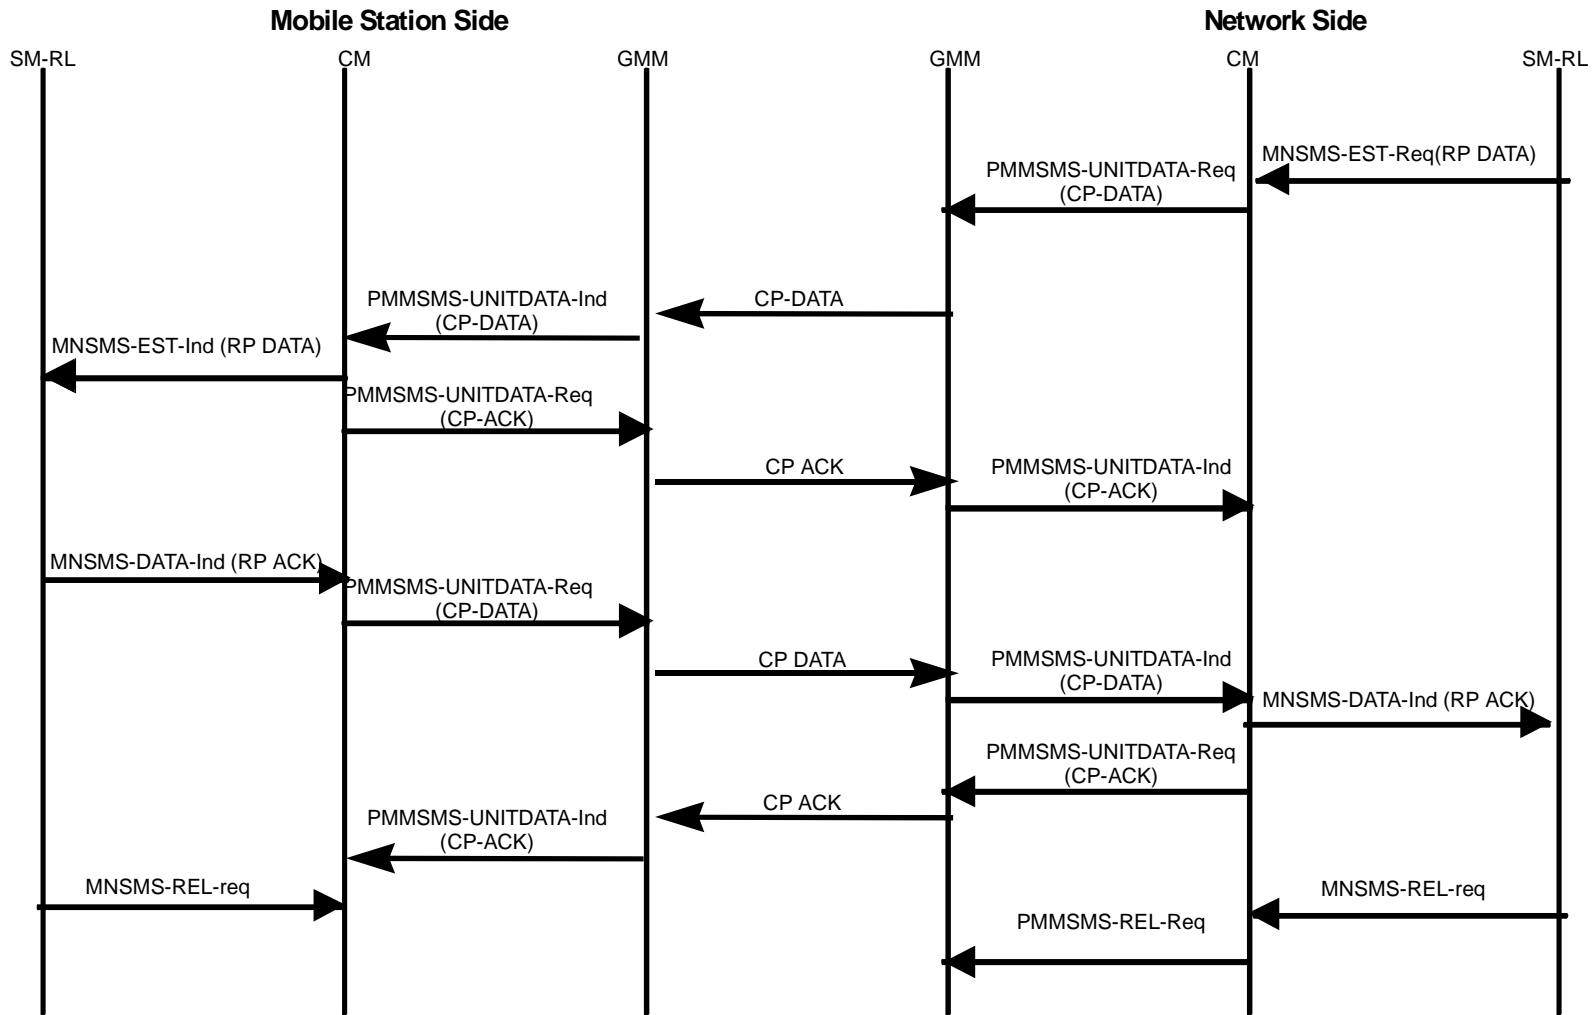 Mobile Station Side
Network Side
SM-RL
CM
GMM
GMM
CM
SM-RL
MNSMS-EST-Req(RP DATA)
PMMSMS-UNITDATA-Req
(CP-DATA)
CP-DATA
PMMSMS-UNITDATA-Ind
(CP-DATA)
MNSMS-EST-Ind (RP DATA)
PMMSMS-UNITDATA-Req
(CP-ACK)
CP ACK
PMMSMS-UNITDATA-Ind
(CP-ACK)
MNSMS-DATA-Ind (RP ACK)
PMMSMS-UNITDATA-Req
(CP-DATA)
CP DATA
PMMSMS-UNITDATA-Ind
(CP-DATA)
MNSMS-DATA-Ind (RP ACK)
PMMSMS-UNITDATA-Req
(CP-ACK)
CP ACK
PMMSMS-UNITDATA-Ind
(CP-ACK)
MNSMS-REL-req
MNSMS-REL-req
PMMSMS-REL-Req